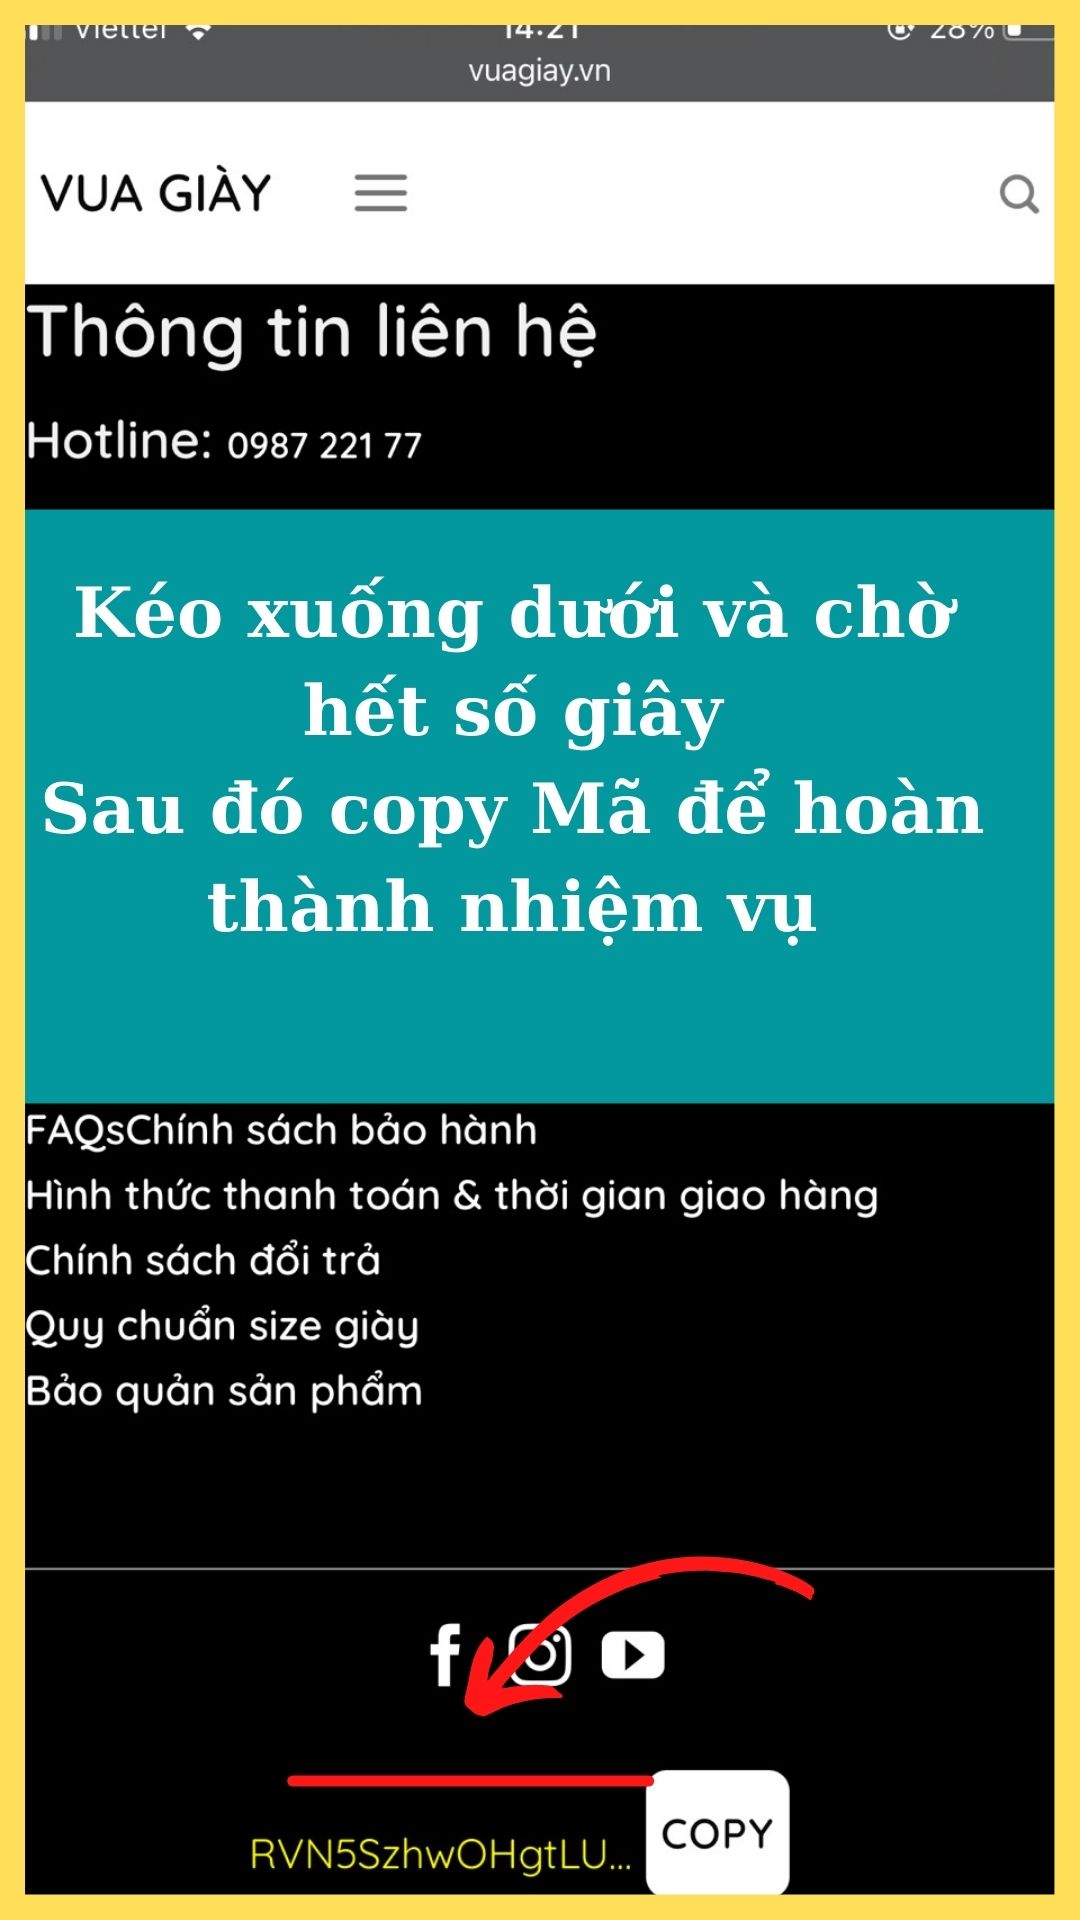 Viettel 14:21 28%
vuagiay.vn
VUA GIÀY
Thông tin liên hệ
Hotline: 0987 221 77
Kéo xuống dưới và chờ
hết số giây
Sau đó copy Mã để hoàn
thành nhiệm vụ
FAQsChính sách bảo hành
Hình thức thanh toán & thời gian giao hàng
Chính sách đổi trả
Quy chuẩn size giày
Bảo quản sản phẩm
RVN5SzhwOHgtLU... COPY